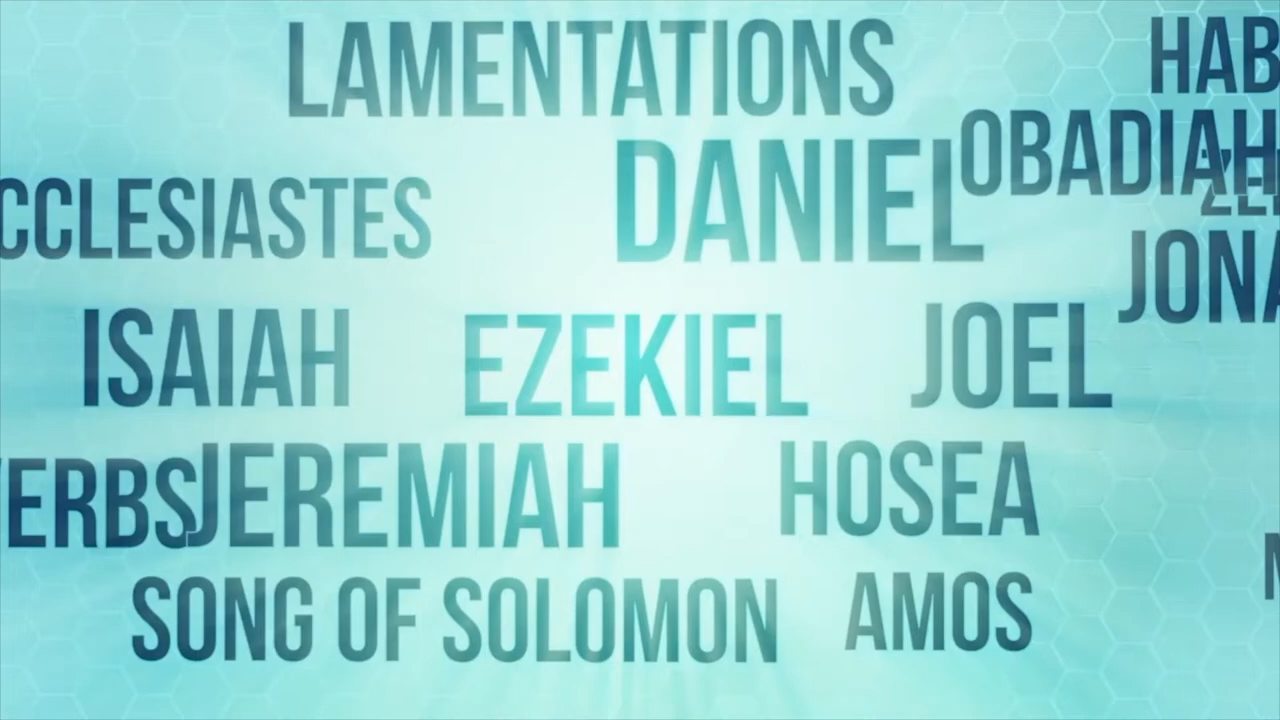 LAMENTATIONS
HAB
DANIEL
OBADIAH
CCLESIASTES
JONA
ISAIAH
EZEKIEL
JOEL
ERBS
JEREMIAH
HOSEA
SONG OF SOLOMON
AMOS